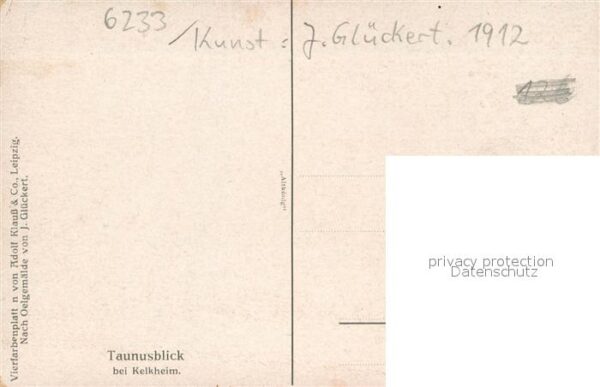 6233 / Kunst : J. Glückert. 1912
Vierfarbenplatt n von Adolf Klauß & Co., Leipzig.
Nach Oelgemälde von J. Glückert.
Taunusblick
bei Kelkheim.
privacy protection
Datenschutz